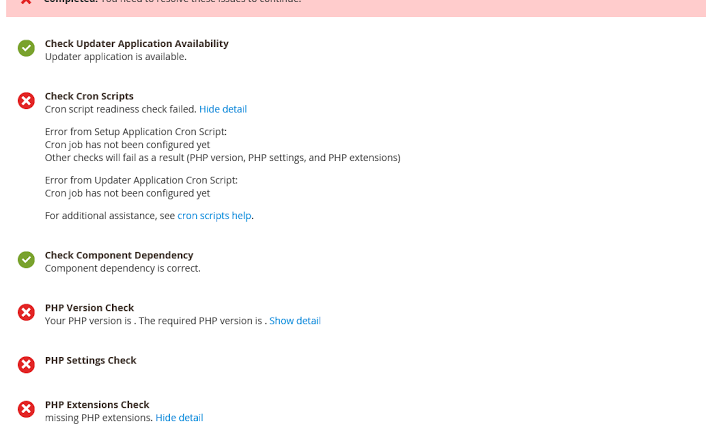 Completed. You need to resolve these issues to continue.
Check Updater Application Availability
Updater application is available.
Check Cron Scripts
Cron script readiness check failed. Hide detail
Error from Setup Application Cron Script:
Cron job has not been configured yet
Other checks will fail as a result (PHP version, PHP settings, and PHP extensions)
Error from Updater Application Cron Script:
Cron job has not been configured yet
For additional assistance, see cron scripts help.
Check Component Dependency
Component dependency is correct.
PHP Version Check
Your PHP version is . The required PHP version is . Show detail
PHP Settings Check
PHP Extensions Check
missing PHP extensions. Hide detail